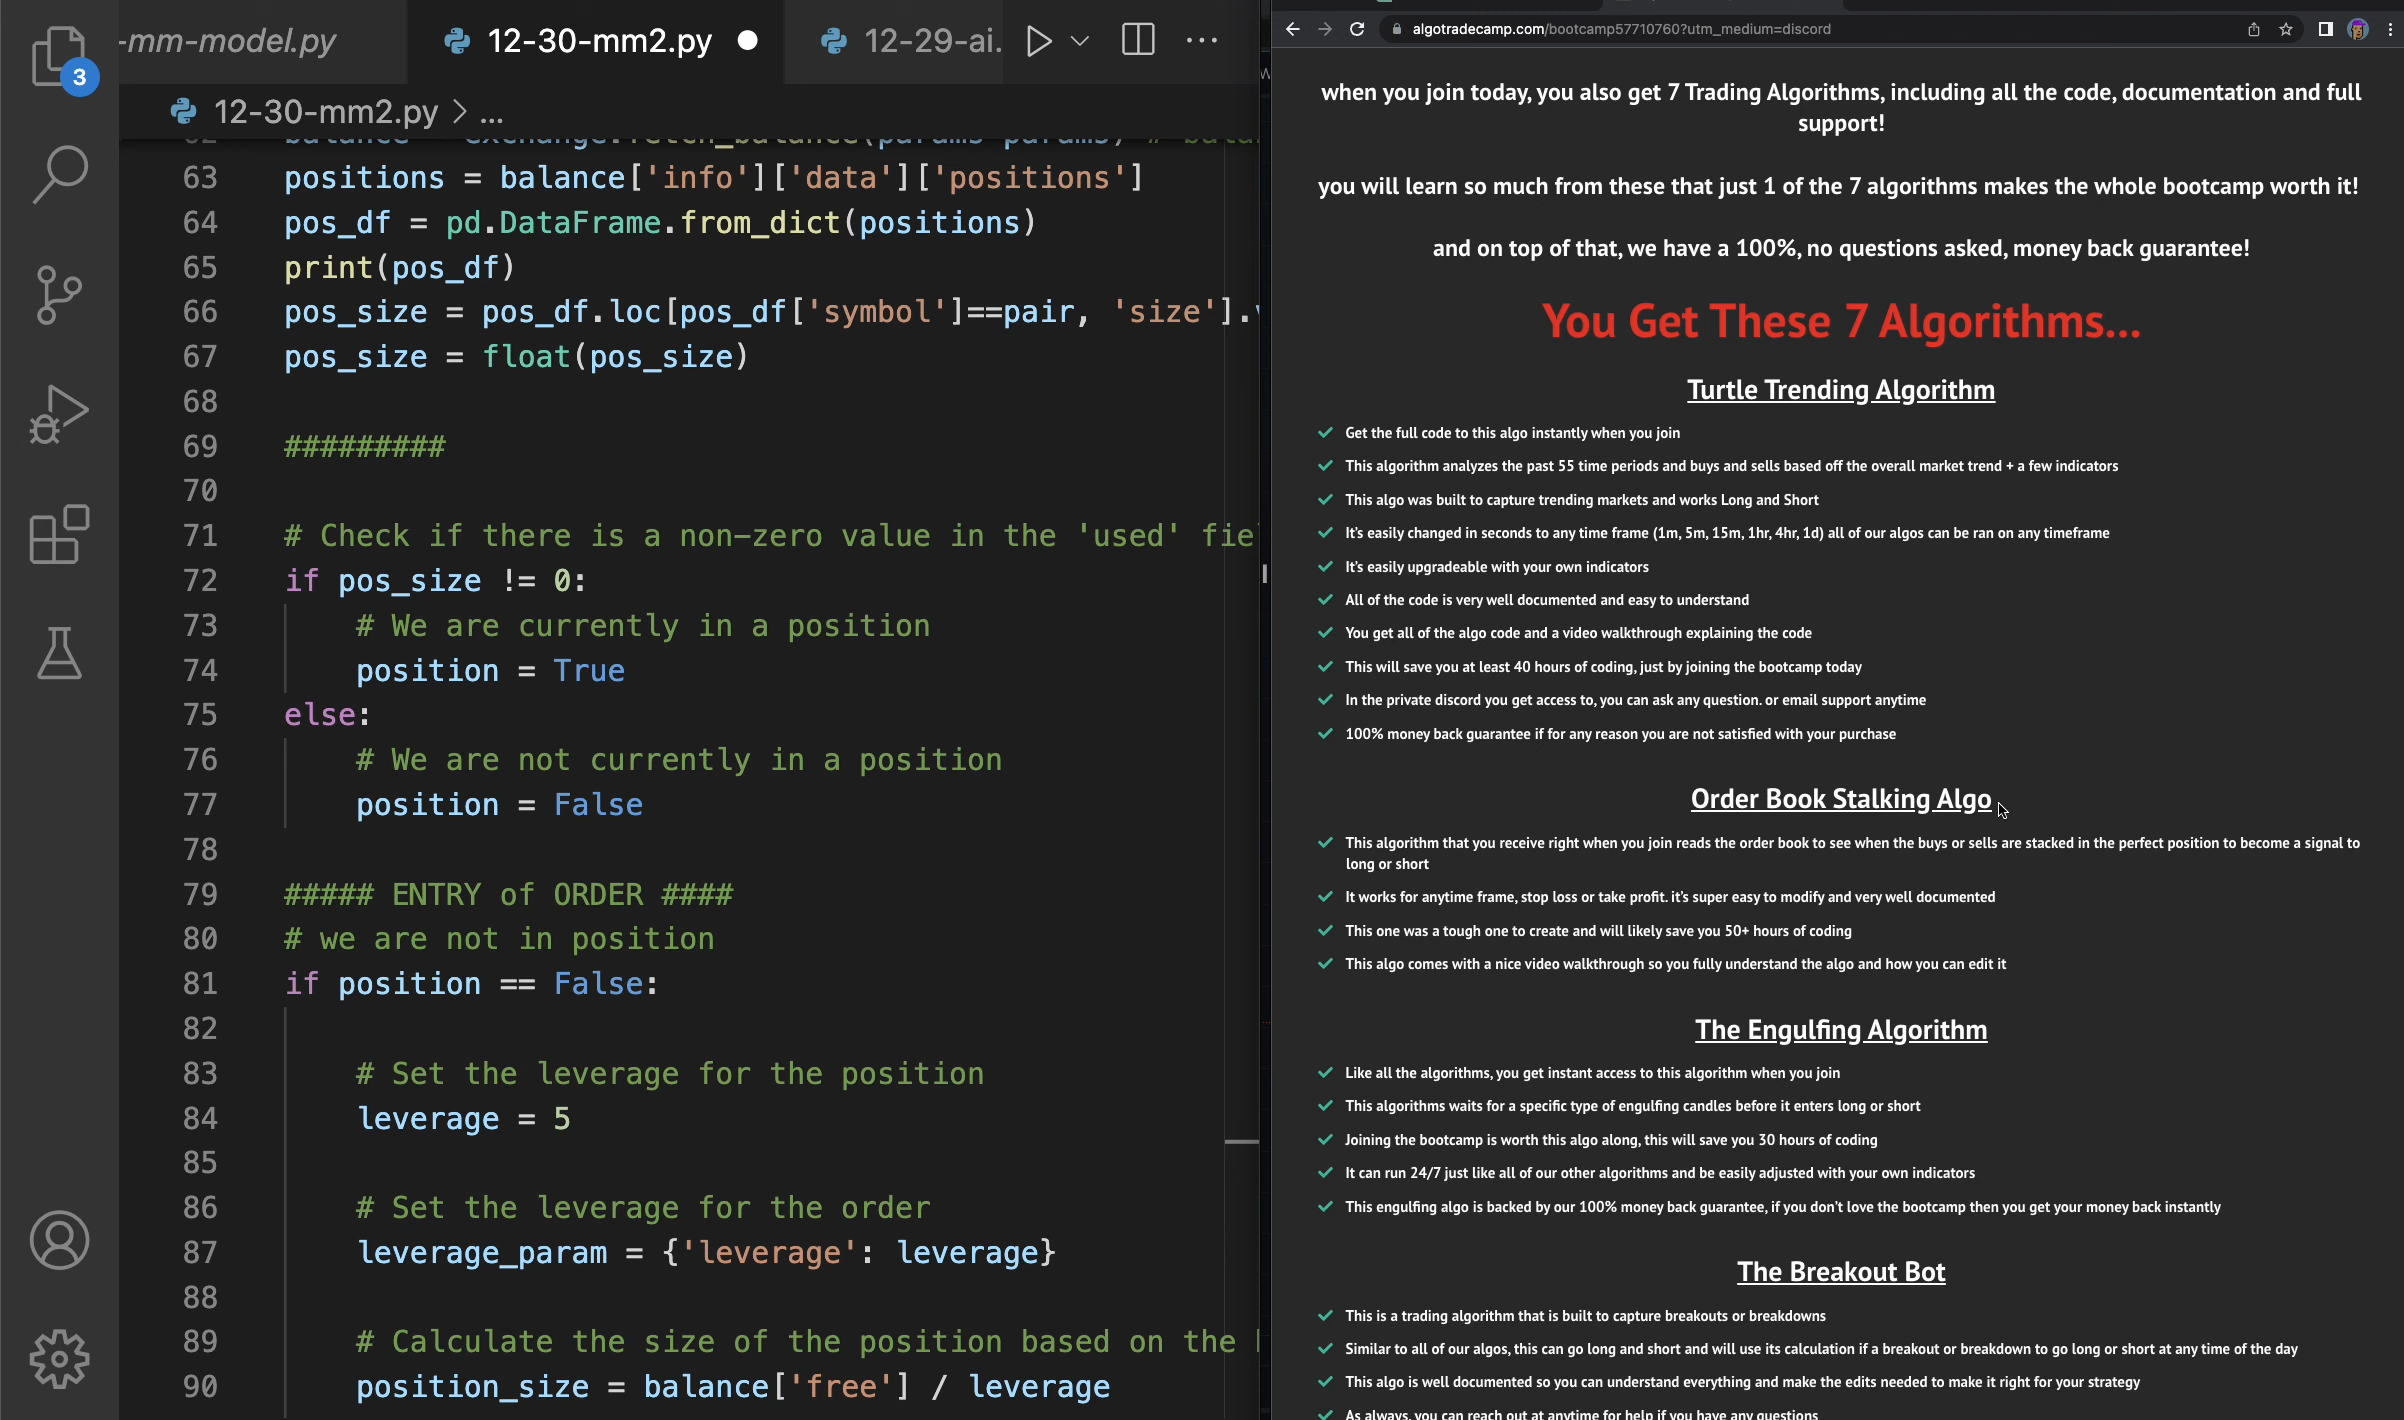 -mm-model.py
12-30-mm2.py
12-29-ai.
3
12-30-mm2.py > ...
62 balance = exchange.fetch_balance(params=params) #
63 positions = balance['info']['data']['positions']
64 pos_df = pd.DataFrame.from_dict(positions)
65 print(pos_df)
66 pos_size = pos_df.loc[pos_df['symbol']==pair, 'size'].
67 pos_size = float(pos_size)
68
69 #########
70
71 # Check if there is a non-zero value in the 'used' fie
72 if pos_size != 0:
73 # We are currently in a position
74 position = True
75 else:
76 # We are not currently in a position
77 position = False
78
79 ##### ENTRY of ORDER ####
80 # we are not in position
81 if position == False:
82
83 # Set the leverage for the position
84 leverage = 5
85
86 # Set the leverage for the order
87 leverage_param = {'leverage': leverage}
88
89 # Calculate the size of the position based on the
90 position_size = balance['free'] / leverage
algotradecamp.com/bootcamp57710760?utm_medium=discord
when you join today, you also get 7 Trading Algorithms, including all the code, documentation and full
support!
you will learn so much from these that just 1 of the 7 algorithms makes the whole bootcamp worth it!
and on top of that, we have a 100%, no questions asked, money back guarantee!
You Get These 7 Algorithms...
Turtle Trending Algorithm
Get the full code to this algo instantly when you join
This algorithm analyzes the past 55 time periods and buys and sells based off the overall market trend + a few indicators
This algo was built to capture trending markets and works Long and Short
It's easily changed in seconds to any time frame (1m, 5m, 15m, 1hr, 4hr, 1d) all of our algos can be ran on any timeframe
It's easily upgradeable with your own indicators
All of the code is very well documented and easy to understand
You get all of the algo code and a video walkthrough explaining the code
This will save you at least 40 hours of coding, just by joining the bootcamp today
In the private discord you get access to, you can ask any question. or email support anytime
100% money back guarantee if for any reason you are not satisfied with your purchase
Order Book Stalking Algo
This algorithm that you receive right when you join reads the order book to see when the buys or sells are stacked in the perfect position to become a signal to
long or short
It works for anytime frame, stop loss or take profit. it's super easy to modify and very well documented
This one was a tough one to create and will likely save you 50+ hours of coding
This algo comes with a nice video walkthrough so you fully understand the algo and how you can edit it
The Engulfing Algorithm
Like all the algorithms, you get instant access to this algorithm when you join
This algorithms waits for a specific type of engulfing candles before it enters long or short
Joining the bootcamp is worth this algo along, this will save you 30 hours of coding
It can run 24/7 just like all of our other algorithms and be easily adjusted with your own indicators
This engulfing algo is backed by our 100% money back guarantee, if you don't love the bootcamp then you get your money back instantly
The Breakout Bot
This is a trading algorithm that is built to capture breakouts or breakdowns
Similar to all of our algos, this can go long and short and will use its calculation if a breakout or breakdown to go long or short at any time of the day
This algo is well documented so you can understand everything and make the edits needed to make it right for your strategy
As always, you can reach out at anytime for help if you have any questions